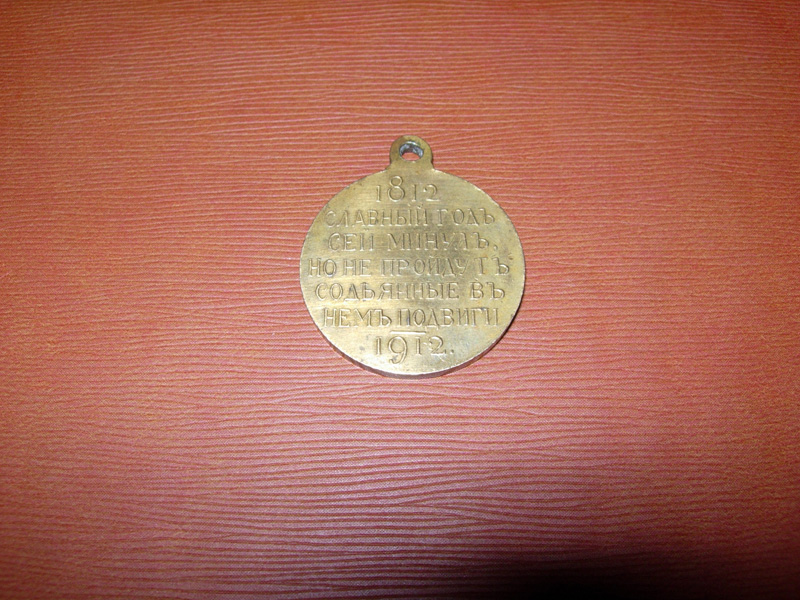 1812
СЛАВНЫЙ ГОДЪ
СЕЙ МИНУЛЪ,
НО НЕ ПРОЙДУТЪ
СОДѢЯННЫЕ ВЪ
НЕМЪ ПОДВИГИ
1912.